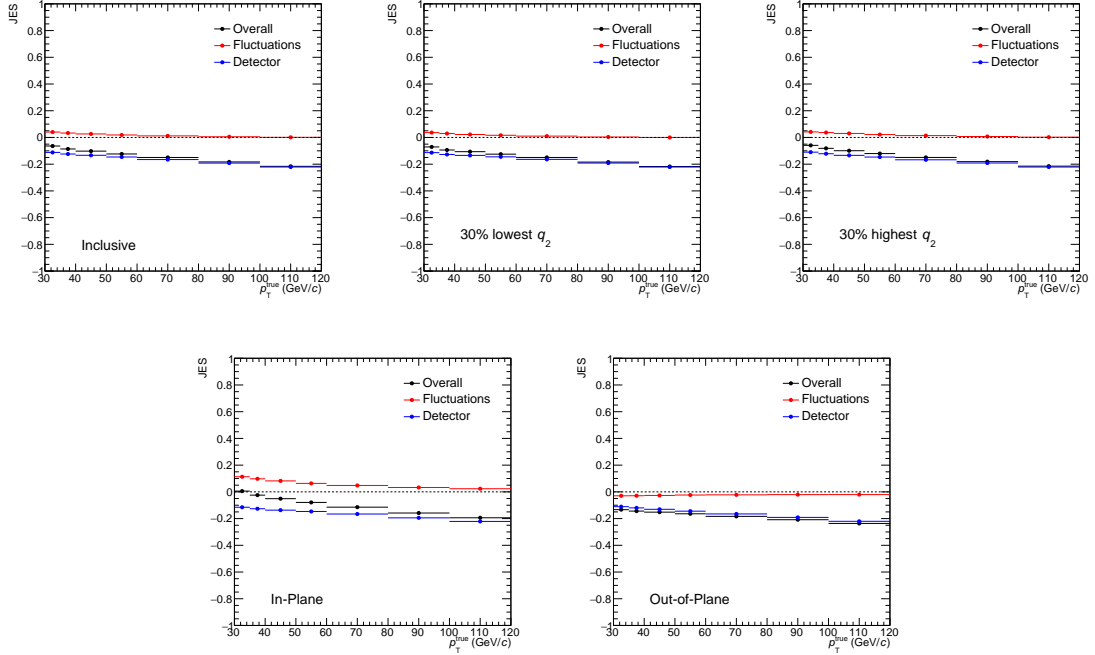 JES
1
0.8
0.6
0.4
0.2
0
−0.2
−0.4
−0.6
−0.8
−1
Overall
Fluctuations
Detector
Inclusive
30 40 50 60 70 80 90 100 110 120
p_T^true (GeV/c)
JES
1
0.8
0.6
0.4
0.2
0
−0.2
−0.4
−0.6
−0.8
−1
Overall
Fluctuations
Detector
30% lowest q_2
30 40 50 60 70 80 90 100 110 120
p_T^true (GeV/c)
JES
1
0.8
0.6
0.4
0.2
0
−0.2
−0.4
−0.6
−0.8
−1
Overall
Fluctuations
Detector
30% highest q_2
30 40 50 60 70 80 90 100 110 120
p_T^true (GeV/c)
JES
1
0.8
0.6
0.4
0.2
0
−0.2
−0.4
−0.6
−0.8
−1
Overall
Fluctuations
Detector
In-Plane
30 40 50 60 70 80 90 100 110 120
p_T^true (GeV/c)
JES
1
0.8
0.6
0.4
0.2
0
−0.2
−0.4
−0.6
−0.8
−1
Overall
Fluctuations
Detector
Out-of-Plane
30 40 50 60 70 80 90 100 110 120
p_T^true (GeV/c)